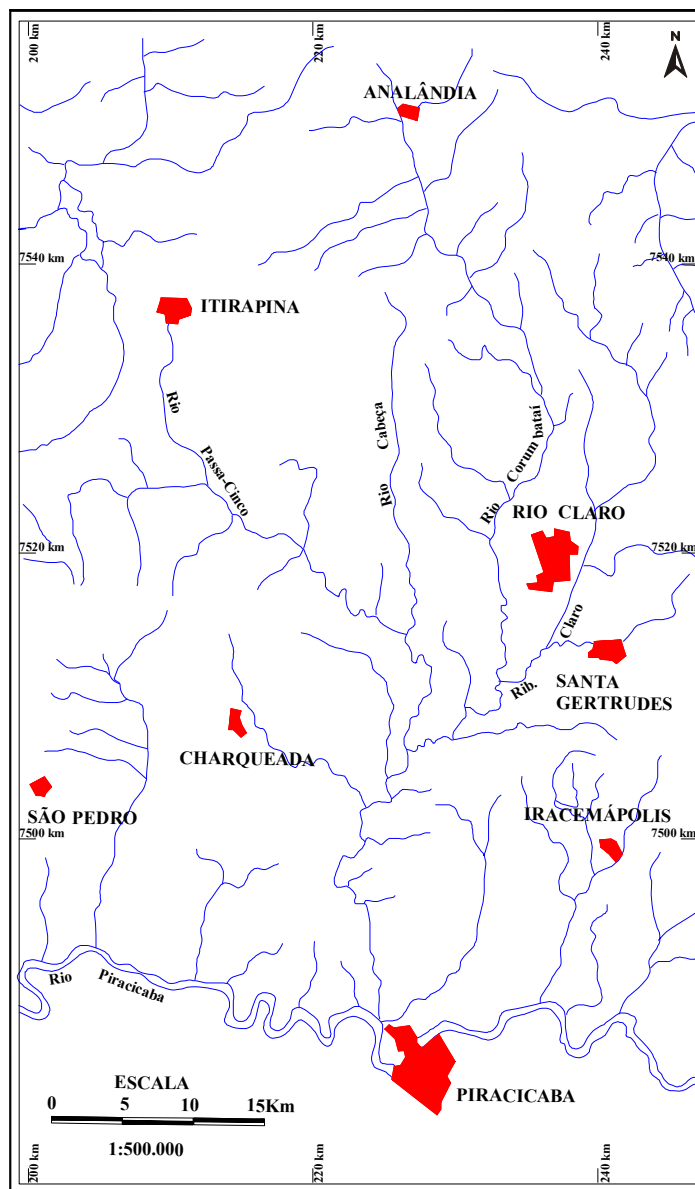 200 km
220 km
240 km
N
ANALÂNDIA
7540 km
7540 km
ITIRAPINA
Rio
Passa-Cinco
Rio Cabeça
Rio Corumbataí
RIO CLARO
7520 km
7520 km
Rib. Claro
SANTA
GERTRUDES
CHARQUEADA
SÃO PEDRO
IRACEMÁPOLIS
7500 km
7500 km
Rio Piracicaba
ESCALA
0 5 10 15Km
1:500.000
PIRACICABA
200 km
220 km
240 km